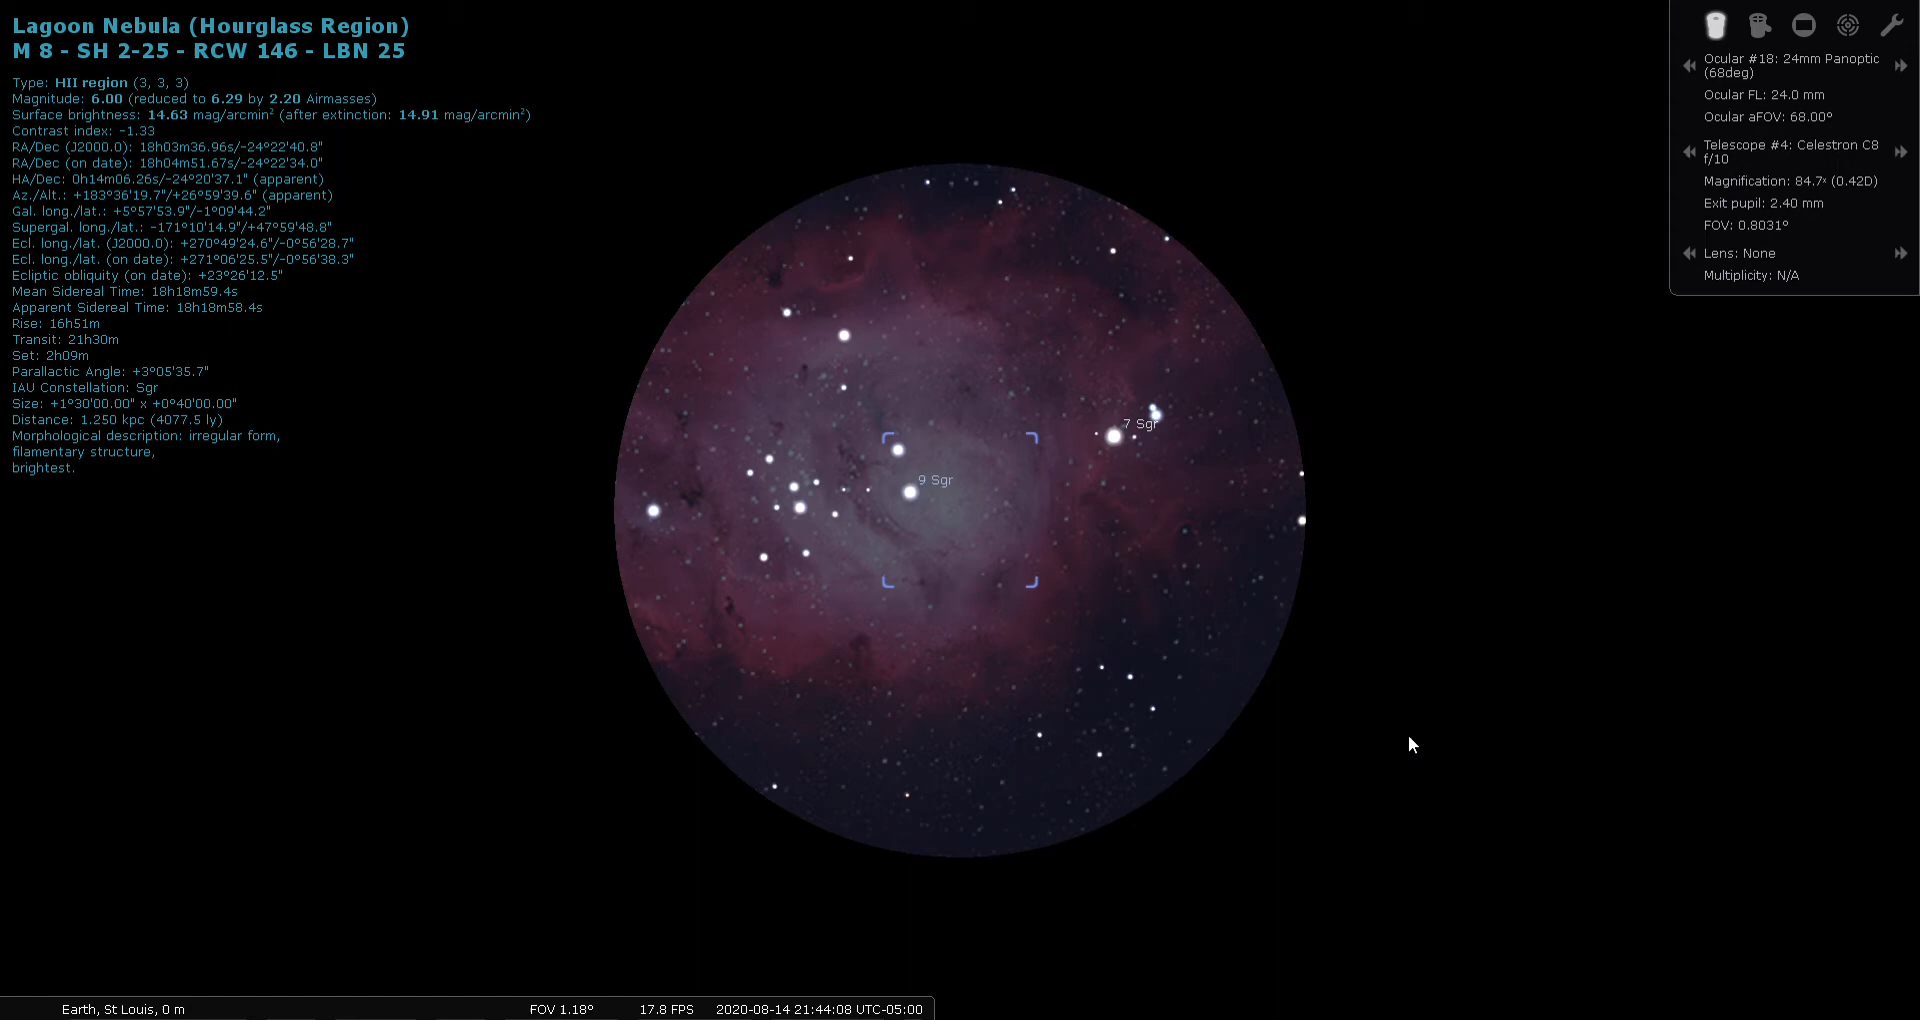 Lagoon Nebula (Hourglass Region)
M 8 - SH 2-25 - RCW 146 - LBN 25
Type: HII region (3, 3, 3)
Magnitude: 6.00 (reduced to 6.29 by 2.20 Airmasses)
Surface brightness: 14.63 mag/arcmin² (after extinction: 14.91 mag/arcmin²)
Contrast index: -1.33
RA/Dec (J2000.0): 18h03m36.96s/-24°22'40.8"
RA/Dec (on date): 18h04m51.67s/-24°22'34.0"
HA/Dec: 0h14m06.26s/-24°20'37.1" (apparent)
Az./Alt.: +183°36'19.7"/+26°59'39.6" (apparent)
Gal. long./lat.: +5°57'53.9"/-1°09'44.2"
Supergal. long./lat.: -171°10'14.9"/+47°59'48.8"
Ecl. long./lat. (J2000.0): +270°49'24.6"/-0°56'28.7"
Ecl. long./lat. (on date): +271°06'25.5"/-0°56'38.3"
Ecliptic obliquity (on date): +23°26'12.5"
Mean Sidereal Time: 18h18m59.4s
Apparent Sidereal Time: 18h18m58.4s
Rise: 16h51m
Transit: 21h30m
Set: 2h09m
Parallactic Angle: +3°05'35.7"
IAU Constellation: Sgr
Size: +1°30'00.00" x +0°40'00.00"
Distance: 1.250 kpc (4077.5 ly)
Morphological description: irregular form,
filamentary structure,
brightest.
7 Sgr
9 Sgr
Ocular #18: 24mm Panoptic
(68deg)
Ocular FL: 24.0 mm
Ocular aFOV: 68.00°
Telescope #4: Celestron C8
f/10
Magnification: 84.7ˣ (0.42D)
Exit pupil: 2.40 mm
FOV: 0.8031°
Lens: None
Multiplicity: N/A
Earth, St Louis, 0 m FOV 1.18° 17.8 FPS 2020-08-14 21:44:08 UTC-05:00